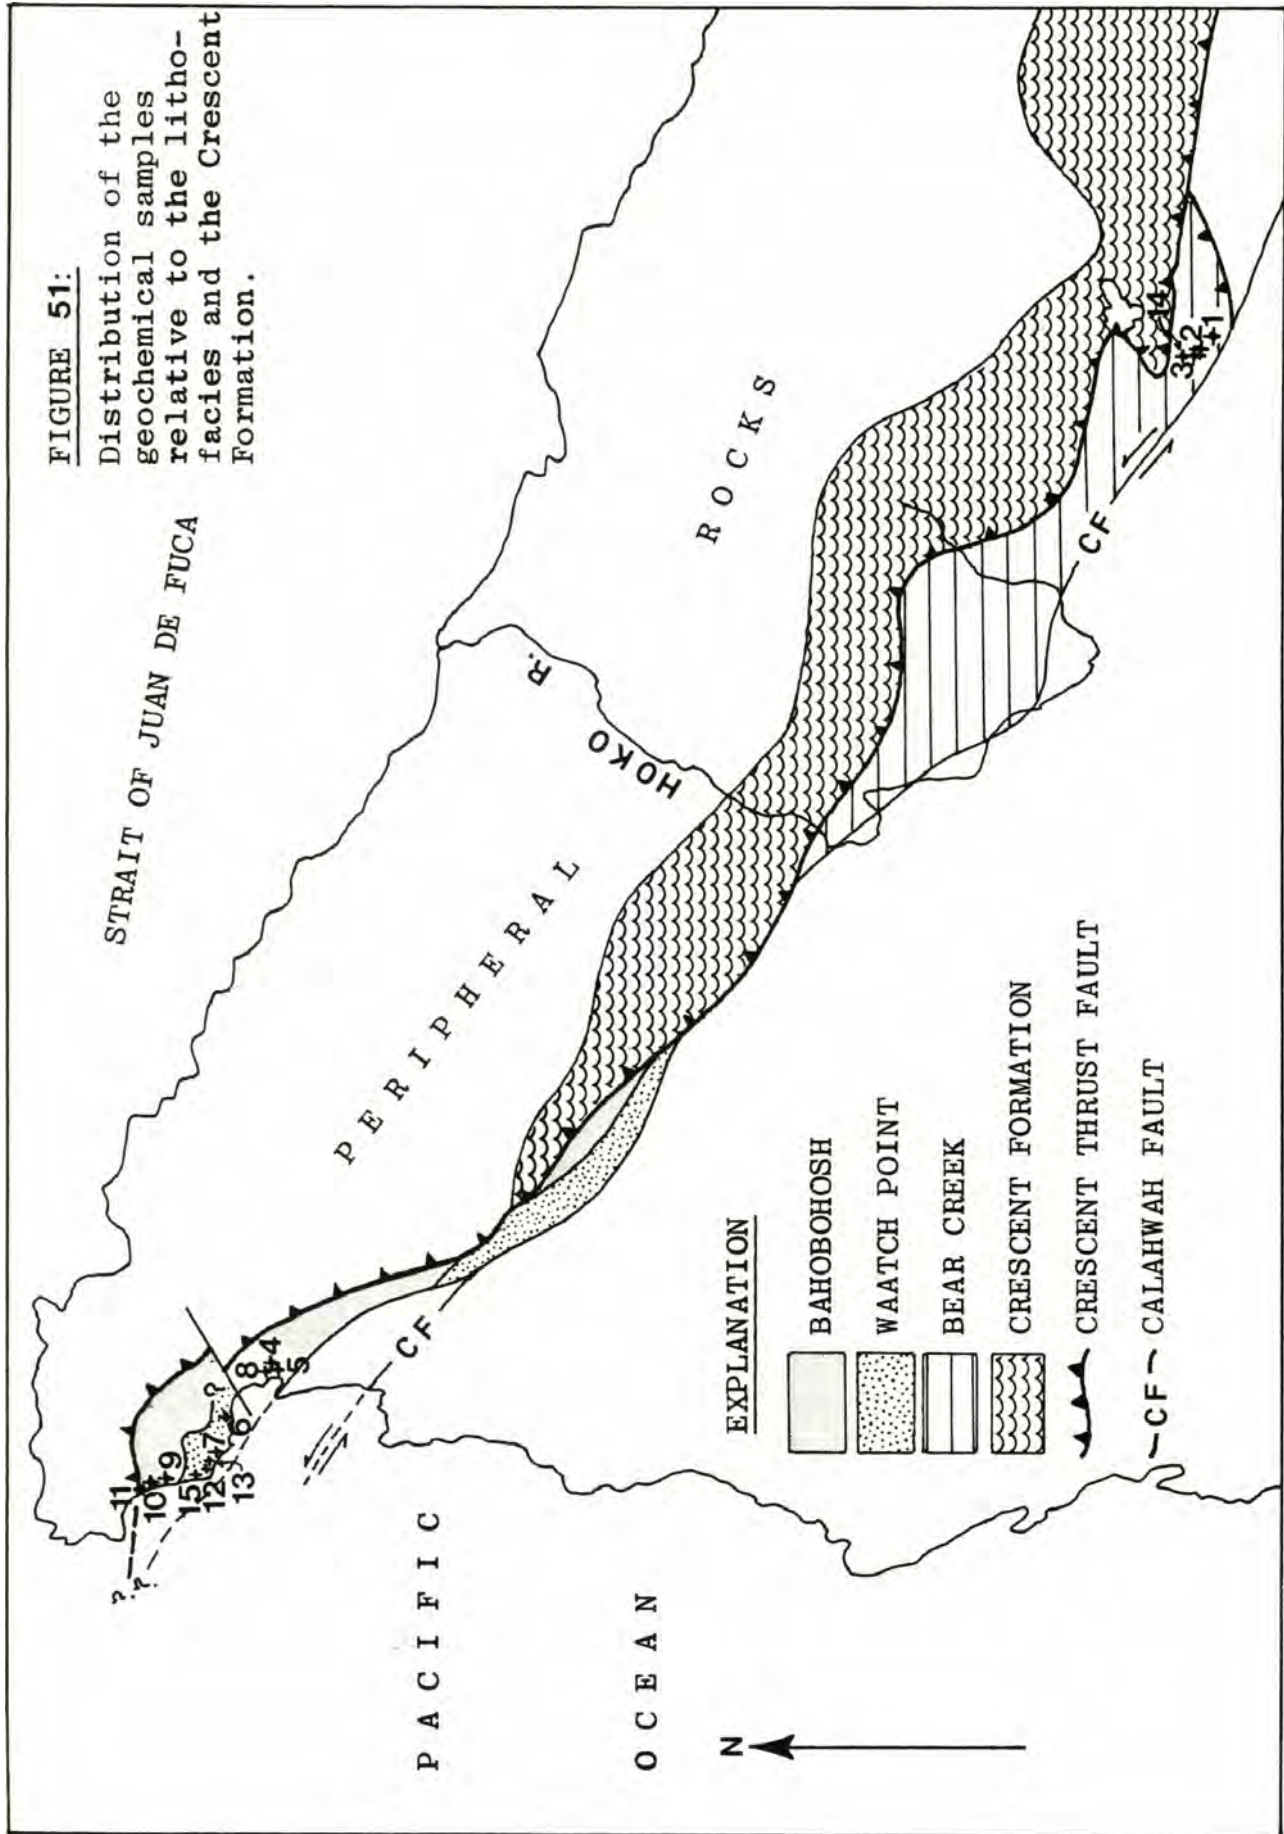 FIGURE 51:
Distribution of the
geochemical samples
relative to the litho-
facies and the Crescent
Formation.
STRAIT OF JUAN DE FUCA
PERIPHERAL
ROCKS
HOKO R.
PACIFIC
OCEAN
CF
CF
11
10
9
15
12
7
13
6
8
4
5
?
?
?
14
3
2
1
N
EXPLANATION
BAHOBOHOSH
WAATCH POINT
BEAR CREEK
CRESCENT FORMATION
CRESCENT THRUST FAULT
—CF— CALAHWAH FAULT